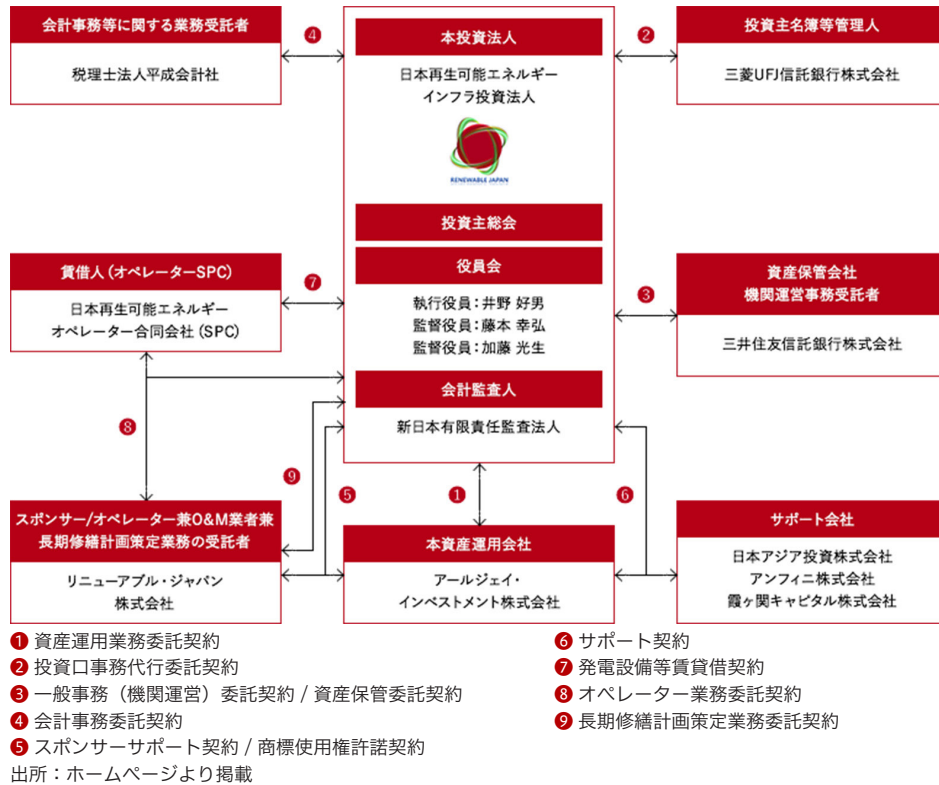 会計事務等に関する業務受託者
税理士法人平成会計社
❹
本投資法人
日本再生可能エネルギー
インフラ投資法人
RENEWABLE JAPAN
❷
投資主名簿等管理人
三菱UFJ信託銀行株式会社
投資主総会
役員会
執行役員：井野 好男
監督役員：藤本 幸弘
監督役員：加藤 光生
会計監査人
新日本有限責任監査法人
賃借人（オペレーターSPC）
日本再生可能エネルギー
オペレーター合同会社（SPC）
❼
❸
資産保管会社
機関運営事務受託者
三井住友信託銀行株式会社
❽
❾
❺
❶
❻
スポンサー/オペレーター兼O&M業者兼
長期修繕計画策定業務の受託者
リニューアブル・ジャパン
株式会社
本資産運用会社
アールジェイ・
インベストメント株式会社
サポート会社
日本アジア投資株式会社
アンフィニ株式会社
霞ヶ関キャピタル株式会社
❶ 資産運用業務委託契約
❷ 投資口事務代行委託契約
❸ 一般事務（機関運営）委託契約 / 資産保管委託契約
❹ 会計事務委託契約
❺ スポンサーサポート契約 / 商標使用権許諾契約
❻ サポート契約
❼ 発電設備等賃貸借契約
❽ オペレーター業務委託契約
❾ 長期修繕計画策定業務委託契約
出所：ホームページより掲載